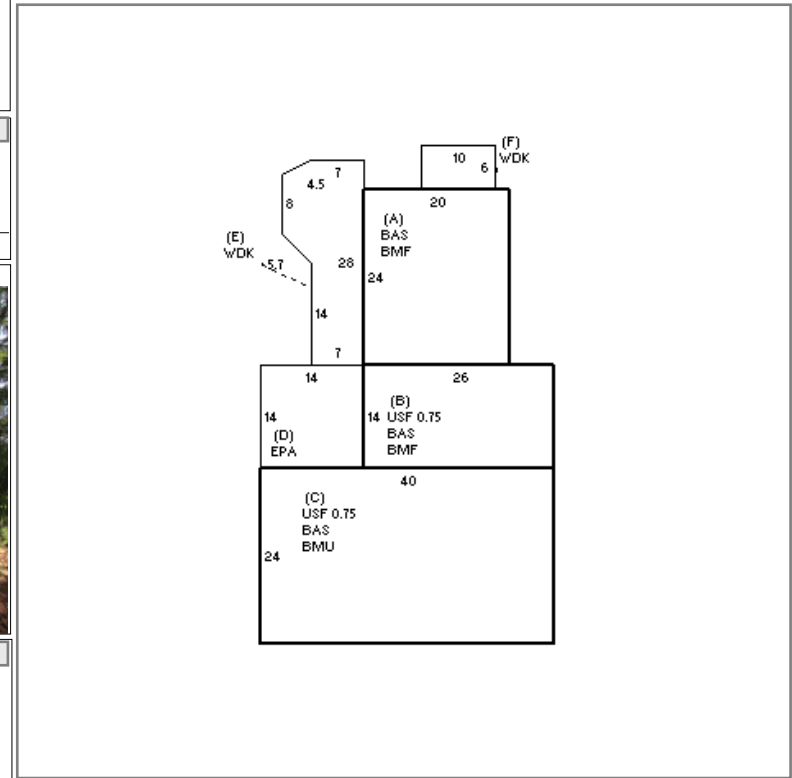 (F)
WDK
10
6
7
4.5
8
20
(A)
BAS
BMF
(E)
WDK
5.7
28
24
14
7
14
26
14
(D)
EPA
(B)
14 USF 0.75
BAS
BMF
40
(C)
USF 0.75
BAS
BMU
24